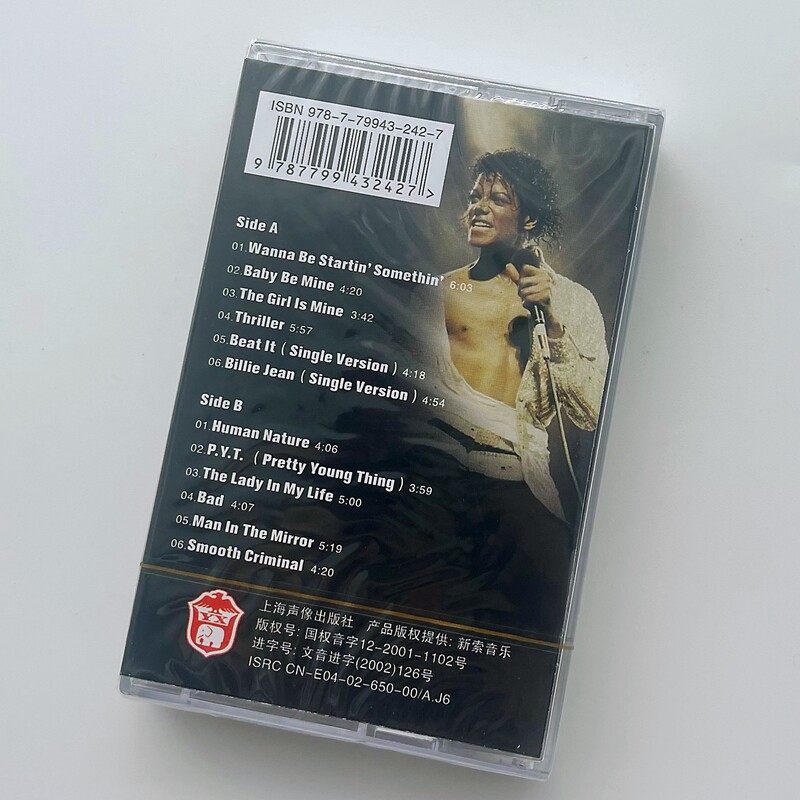 ISBN 978-7-79943-242-7
9 787799 432427 >
Side A
01.Wanna Be Startin' Somethin' 6:03
02.Baby Be Mine 4:20
03.The Girl Is Mine 3:42
04.Thriller 5:57
05.Beat It ( Single Version ) 4:18
06.Billie Jean ( Single Version ) 4:54
Side B
01.Human Nature 4:06
02.P.Y.T. ( Pretty Young Thing ) 3:59
03.The Lady In My Life 5:00
04.Bad 4:07
05.Man In The Mirror 5:19
06.Smooth Criminal 4:20
YX
上海声像出版社 产品版权提供: 新索音乐
版权号: 国权音字12-2001-1102号
进字号: 文音进字(2002)126号
ISRC CN-E04-02-650-00/A.J6